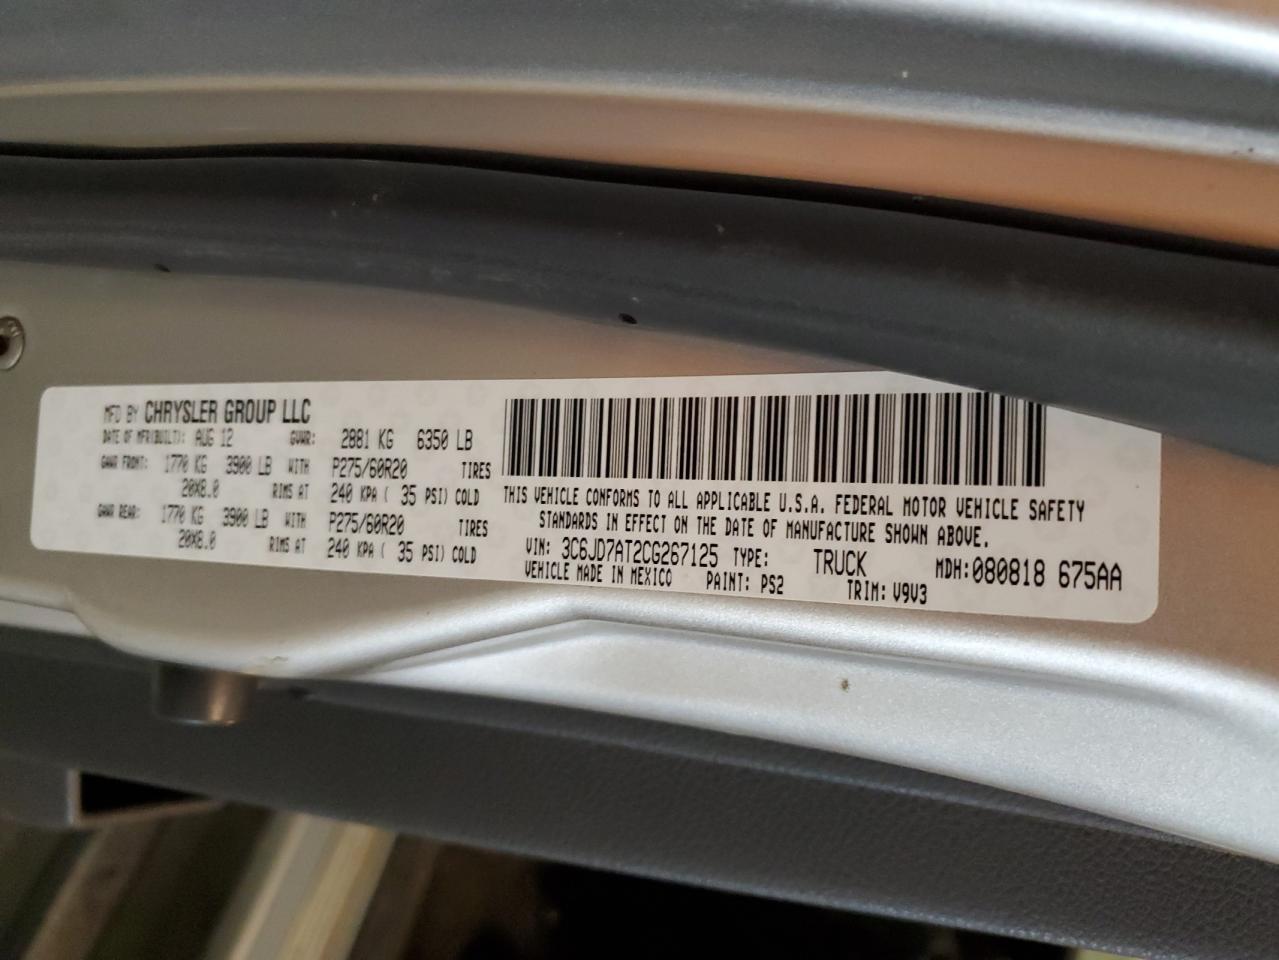 MFD BY CHRYSLER GROUP LLC
DATE OF MFR(BUILT): AUG 12 GVWR: 2881 KG 6350 LB
GAWR FRONT: 1770 KG 3900 LB WITH P275/60R20 TIRES
20X8.0 RIMS AT 240 KPA ( 35 PSI) COLD
GAWR REAR: 1770 KG 3900 LB WITH P275/60R20 TIRES
20X8.0 RIMS AT 240 KPA ( 35 PSI) COLD
THIS VEHICLE CONFORMS TO ALL APPLICABLE U.S.A. FEDERAL MOTOR VEHICLE SAFETY
STANDARDS IN EFFECT ON THE DATE OF MANUFACTURE SHOWN ABOVE.
VIN: 3C6JD7AT2CG267125 TYPE: TRUCK MDH:080818 675AA
VEHICLE MADE IN MEXICO PAINT: PS2 TRIM: V9V3